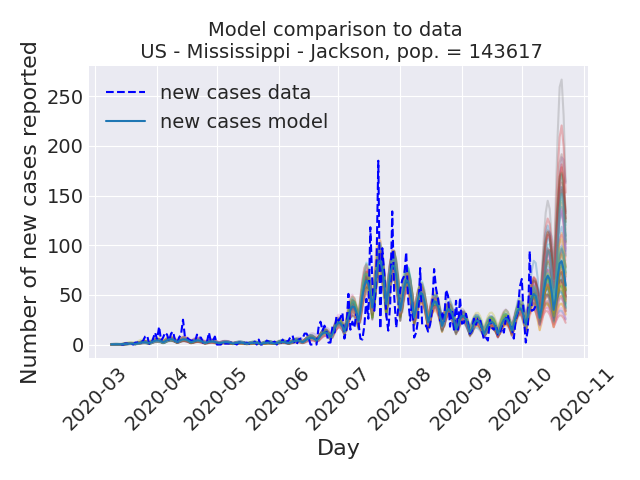 Model comparison to data
US - Mississippi - Jackson, pop. = 143617
Number of new cases reported
250
200
150
100
50
0
new cases data
new cases model
2020-03
2020-04
2020-05
2020-06
2020-07
2020-08
2020-09
2020-10
2020-11
Day